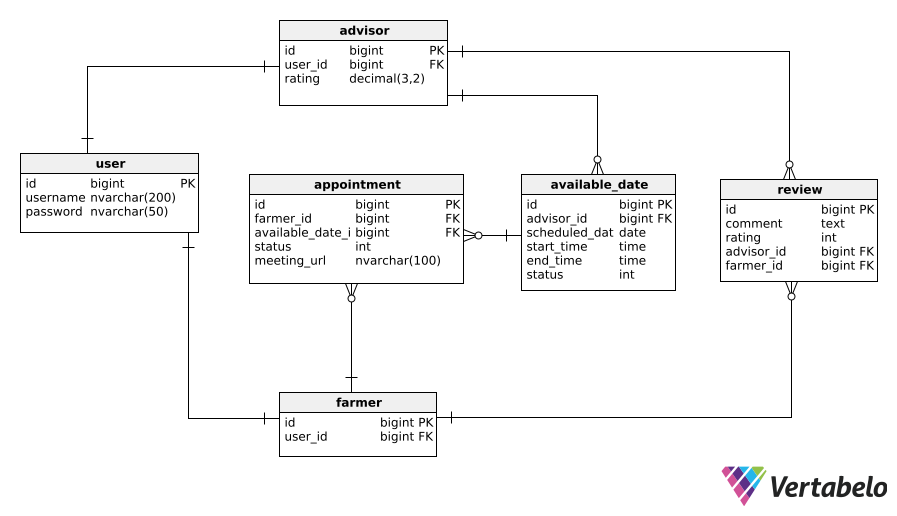 advisor
id bigint PK
user_id bigint FK
rating decimal(3,2)
user
id bigint PK
username nvarchar(200)
password nvarchar(50)
appointment
id bigint PK
farmer_id bigint FK
available_date_i bigint FK
status int
meeting_url nvarchar(100)
available_date
id bigint PK
advisor_id bigint FK
scheduled_dat date
start_time time
end_time time
status int
review
id bigint PK
comment text
rating int
advisor_id bigint FK
farmer_id bigint FK
farmer
id bigint PK
user_id bigint FK
Vertabelo